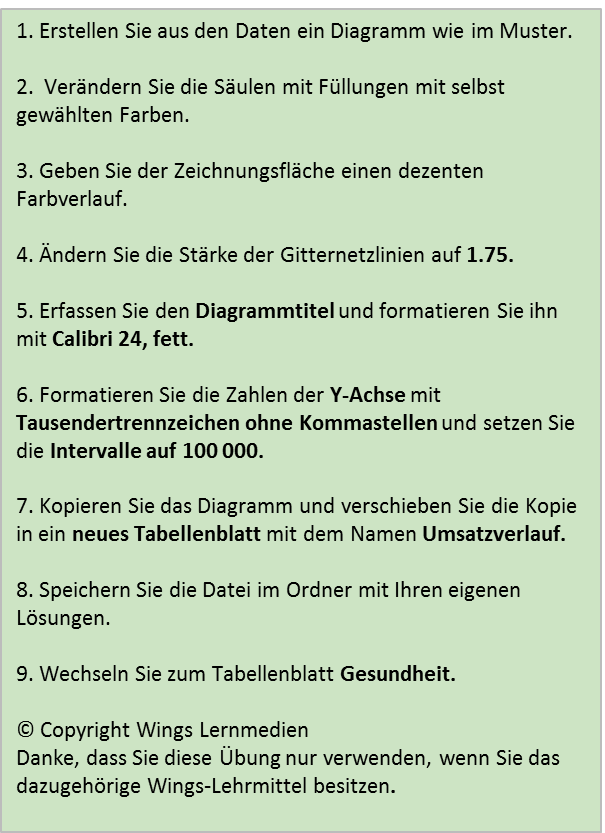 1. Erstellen Sie aus den Daten ein Diagramm wie im Muster.
2.  Verändern Sie die Säulen mit Füllungen mit selbst
gewählten Farben.
3. Geben Sie der Zeichnungsfläche einen dezenten
Farbverlauf.
4. Ändern Sie die Stärke der Gitternetzlinien auf 1.75.
5. Erfassen Sie den Diagrammtitel und formatieren Sie ihn
mit Calibri 24, fett.
6. Formatieren Sie die Zahlen der Y-Achse mit
Tausendertrennzeichen ohne Kommastellen und setzen Sie
die Intervalle auf 100 000.
7. Kopieren Sie das Diagramm und verschieben Sie die Kopie
in ein neues Tabellenblatt mit dem Namen Umsatzverlauf.
8. Speichern Sie die Datei im Ordner mit Ihren eigenen
Lösungen.
9. Wechseln Sie zum Tabellenblatt Gesundheit.
© Copyright Wings Lernmedien
Danke, dass Sie diese Übung nur verwenden, wenn Sie das
dazugehörige Wings-Lehrmittel besitzen.